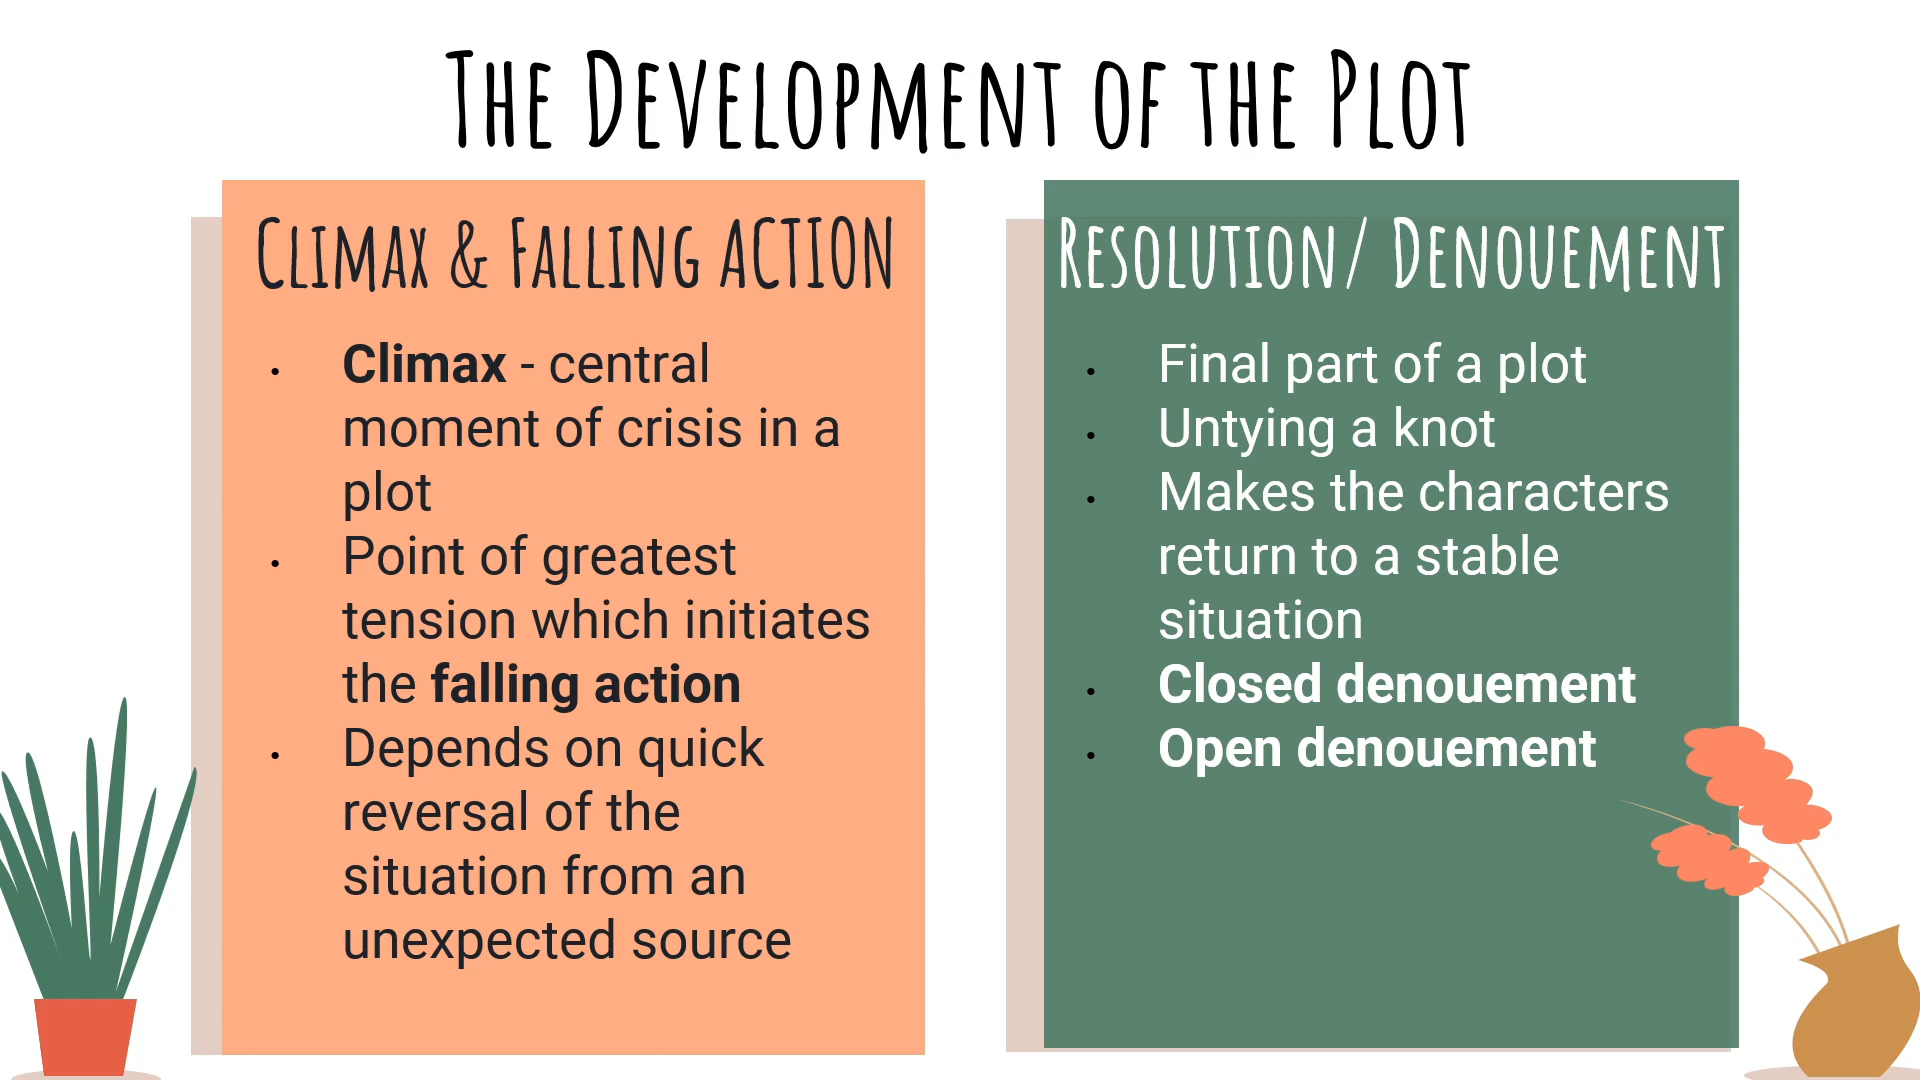 The Development of the Plot
Climax & Falling ACTION
• Climax - central
moment of crisis in a
plot
• Point of greatest
tension which initiates
the falling action
• Depends on quick
reversal of the
situation from an
unexpected source
Resolution/ Denouement
• Final part of a plot
• Untying a knot
• Makes the characters
return to a stable
situation
• Closed denouement
• Open denouement